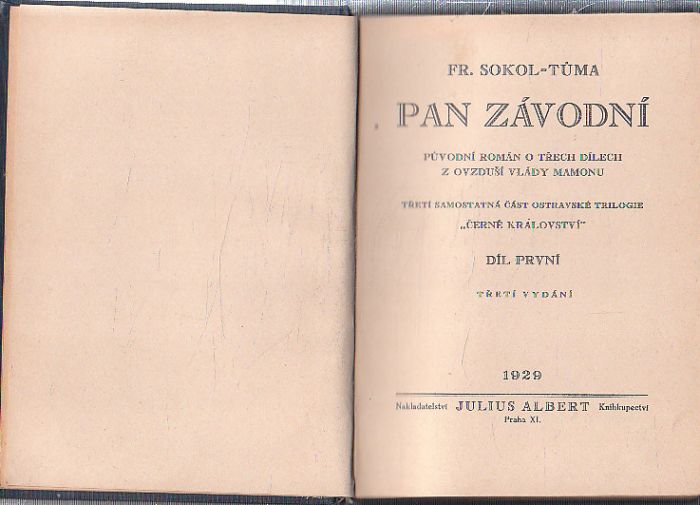 FR. SOKOL-TŮMA
PAN ZÁVODNÍ
PŮVODNÍ ROMÁN O TŘECH DÍLECH
Z OVZDUŠÍ VLÁDY MAMONU
TŘETÍ SAMOSTATNÁ ČÁST OSTRAVSKÉ TRILOGIE
„ČERNÉ KRÁLOVSTVÍ“
DÍL PRVNÍ
TŘETÍ VYDÁNÍ
1929
Nakladatelství JULIUS ALBERT Knihkupectví
Praha XI.